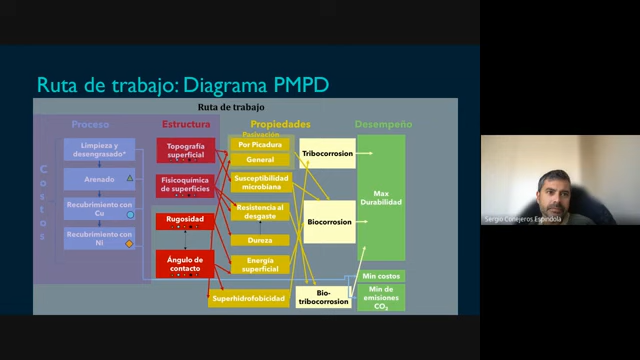 Ruta de trabajo: Diagrama PMPD
Ruta de trabajo
Proceso
Estructura
Propiedades
Desempeño
Costos
Limpieza y
desengrasado*
Arenado
Recubrimiento con
Cu
Recubrimiento con
Ni
Topografía
superficial
Fisicoquímica
de superficies
Rugosidad
Ángulo de
contacto
Pasivación
Por Picadura
General
Susceptibilidad
microbiana
Resistencia al
desgaste
Dureza
Energía
superficial
Superhidrofobicidad
Tribocorrosion
Biocorrosion
Bio-
tribocorrosion
Max
Durabilidad
Min costos
Min de
emisiones
CO2
Sergio Conejeros Espindola